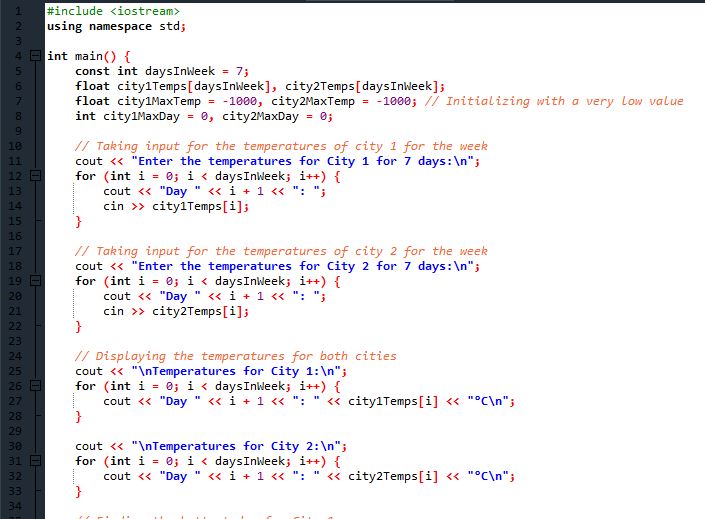 1 #include <iostream>
2 using namespace std;
3
4 int main() {
5 const int daysInWeek = 7;
6 float city1Temps[daysInWeek], city2Temps[daysInWeek];
7 float city1MaxTemp = -1000, city2MaxTemp = -1000; // Initializing with a very low value
8 int city1MaxDay = 0, city2MaxDay = 0;
9
10 // Taking input for the temperatures of city 1 for the week
11 cout << "Enter the temperatures for City 1 for 7 days:\n";
12 for (int i = 0; i < daysInWeek; i++) {
13 cout << "Day " << i + 1 << ": ";
14 cin >> city1Temps[i];
15 }
16
17 // Taking input for the temperatures of city 2 for the week
18 cout << "Enter the temperatures for City 2 for 7 days:\n";
19 for (int i = 0; i < daysInWeek; i++) {
20 cout << "Day " << i + 1 << ": ";
21 cin >> city2Temps[i];
22 }
23
24 // Displaying the temperatures for both cities
25 cout << "\nTemperatures for City 1:\n";
26 for (int i = 0; i < daysInWeek; i++) {
27 cout << "Day " << i + 1 << ": " << city1Temps[i] << "°C\n";
28 }
29
30 cout << "\nTemperatures for City 2:\n";
31 for (int i = 0; i < daysInWeek; i++) {
32 cout << "Day " << i + 1 << ": " << city2Temps[i] << "°C\n";
33 }
34